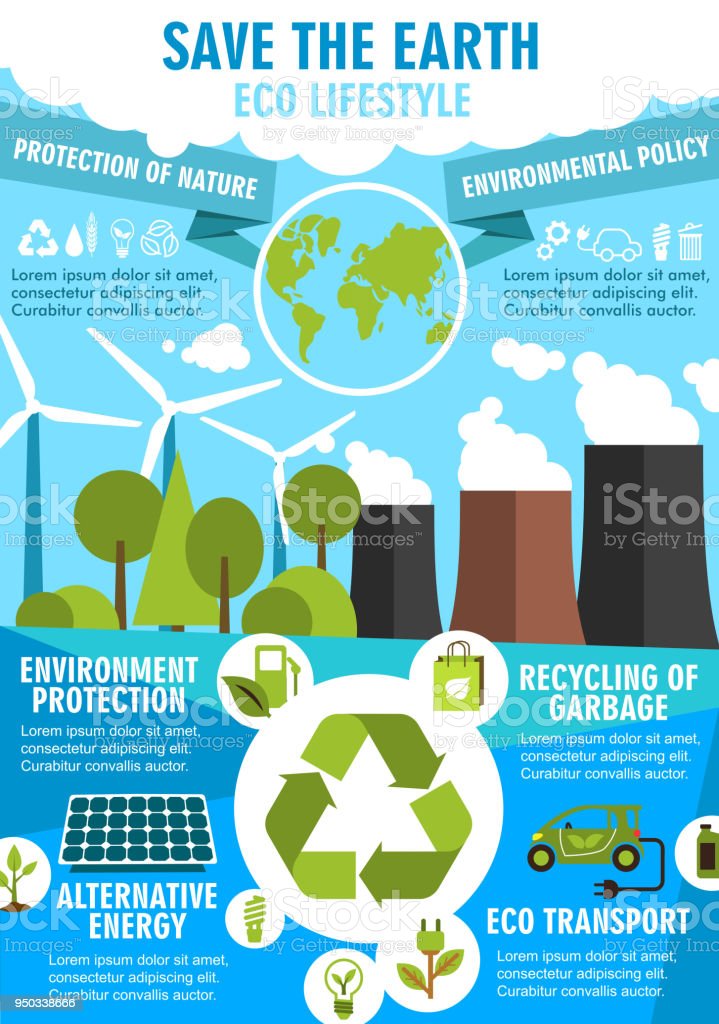 SAVE THE EARTH
ECO LIFESTYLE
PROTECTION OF NATURE
ENVIRONMENTAL POLICY
Lorem ipsum dolor sit amet,
consectetur adipiscing elit.
Curabitur convallis auctor.
Lorem ipsum dolor sit amet,
consectetur adipiscing elit.
Curabitur convallis auctor.
ENVIRONMENT
PROTECTION
Lorem ipsum dolor sit amet,
consectetur adipiscing elit.
Curabitur convallis auctor.
RECYCLING OF
GARBAGE
Lorem ipsum dolor sit amet,
consectetur adipiscing elit.
Curabitur convallis auctor.
ALTERNATIVE
ENERGY
Lorem ipsum dolor sit amet,
consectetur adipiscing elit.
Curabitur convallis auctor.
ECO TRANSPORT
Lorem ipsum dolor sit amet,
consectetur adipiscing elit.
Curabitur convallis auctor.
iStock
by Getty Images™
950338666